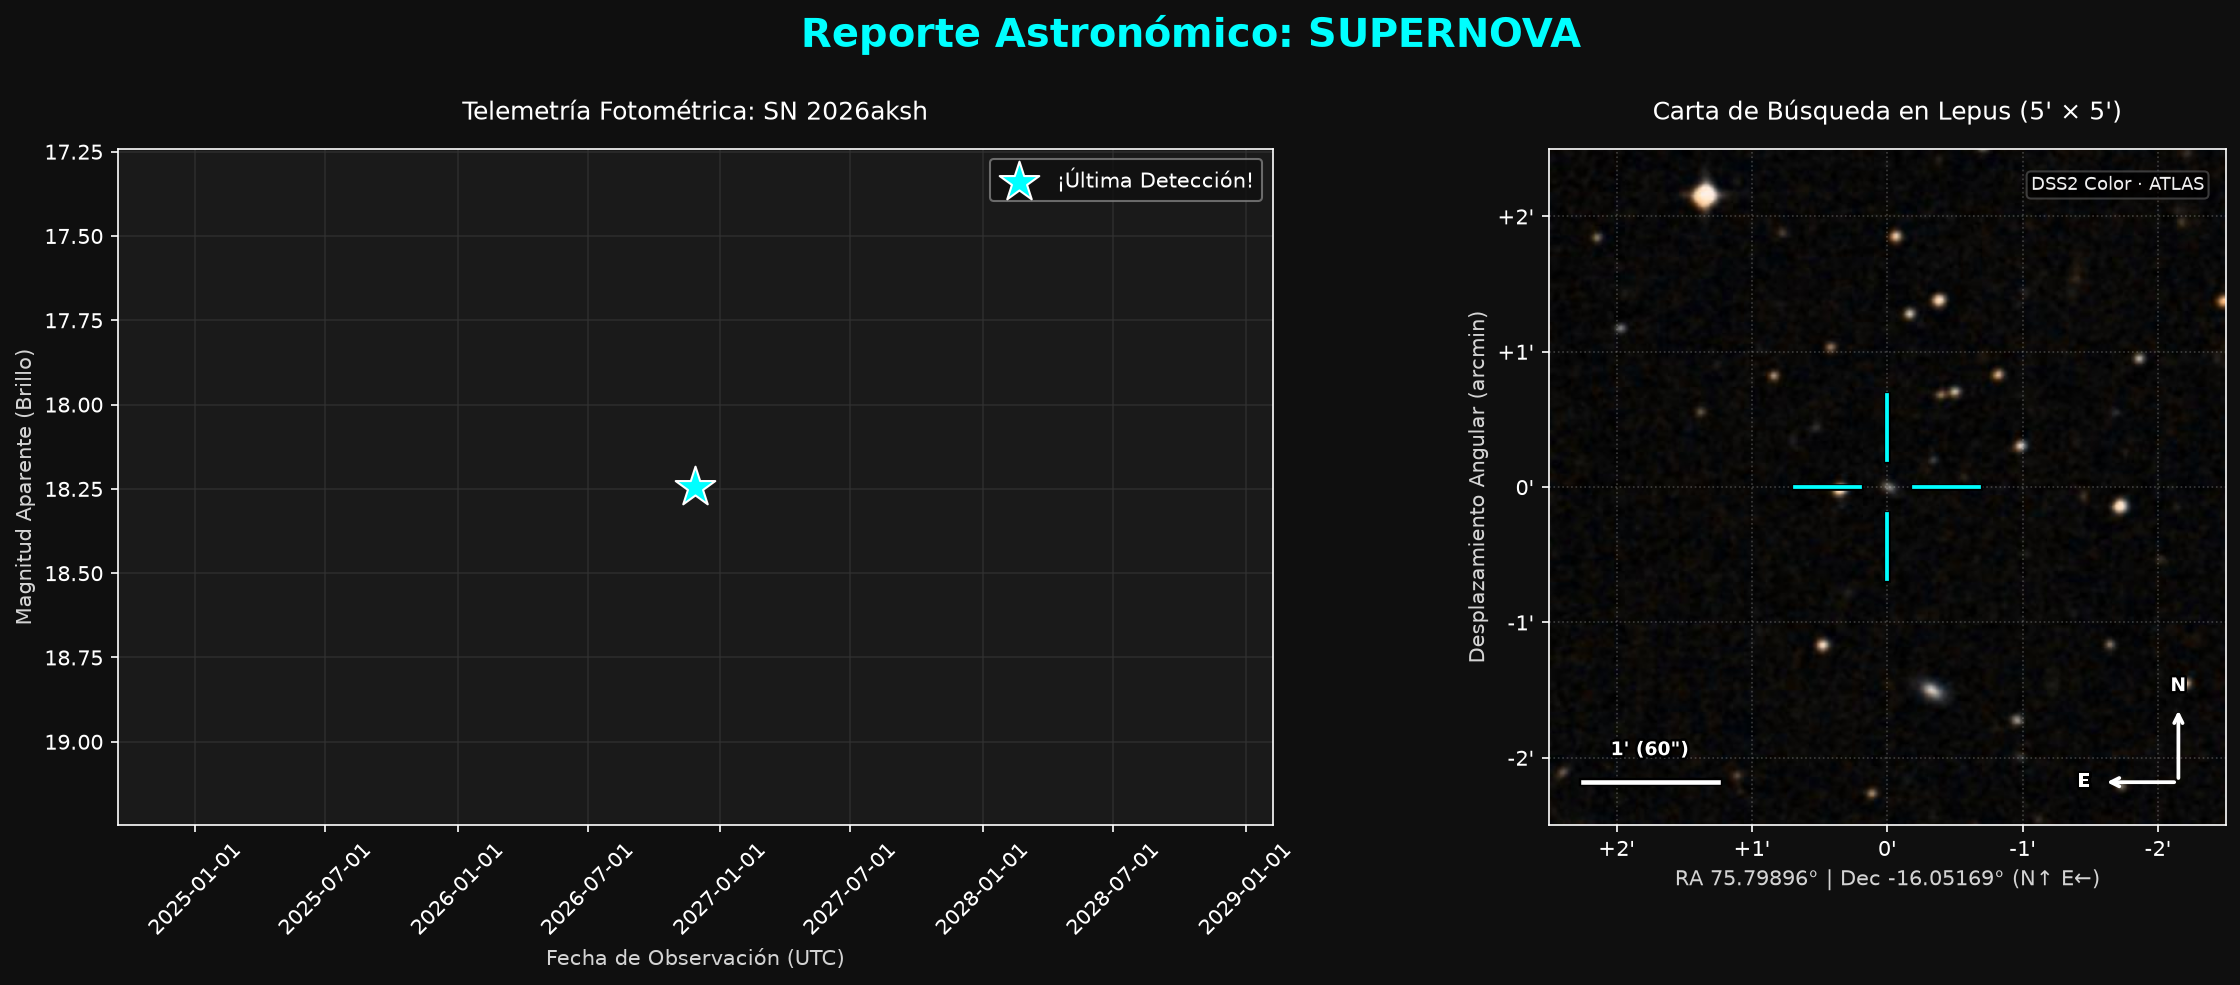 Reporte Astronómico: SUPERNOVA
Telemetría Fotométrica: SN 2026aksh
¡Última Detección!
Magnitud Aparente (Brillo)
17.25
17.50
17.75
18.00
18.25
18.50
18.75
19.00
2025-01-01
2025-07-01
2026-01-01
2026-07-01
2027-01-01
2027-07-01
2028-01-01
2028-07-01
2029-01-01
Fecha de Observación (UTC)
Carta de Búsqueda en Lepus (5' × 5')
DSS2 Color · ATLAS
Desplazamiento Angular (arcmin)
+2'
+1'
0'
-1'
-2'
N
E
1' (60")
+2'
+1'
0'
-1'
-2'
RA 75.79896° | Dec -16.05169° (N↑ E←)